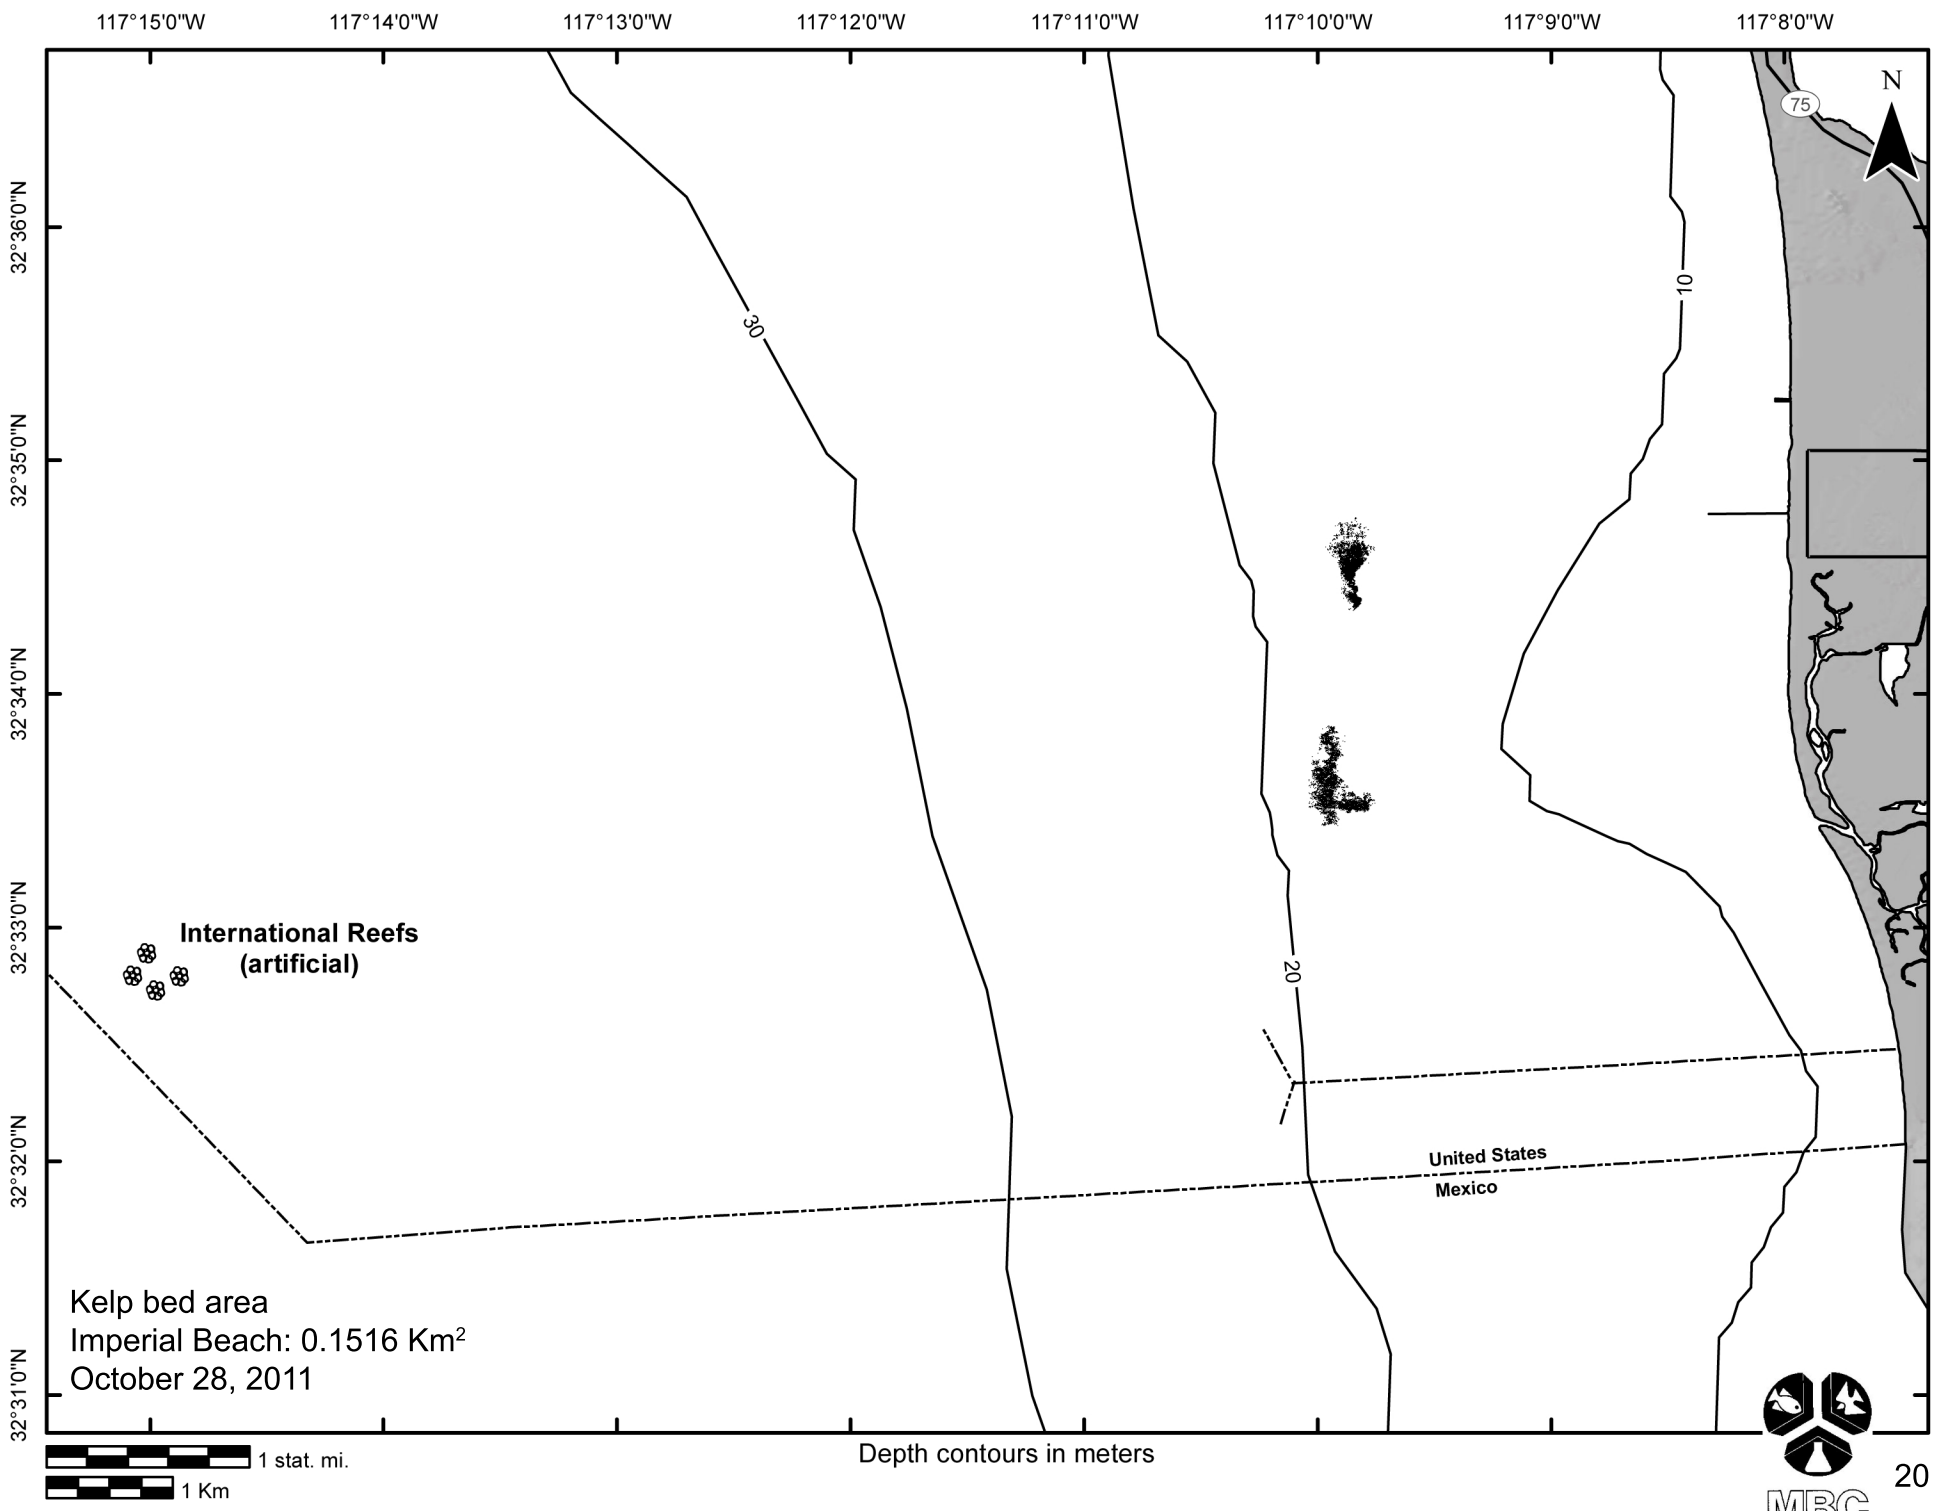 117°15'0"W 117°14'0"W 117°13'0"W 117°12'0"W 117°11'0"W 117°10'0"W 117°9'0"W 117°8'0"W
N
75
32°36'0"N
10
30
32°35'0"N
32°34'0"N
32°33'0"N
International Reefs
(artificial)
20
32°32'0"N
United States
Mexico
Kelp bed area
Imperial Beach: 0.1516 Km²
October 28, 2011
32°31'0"N
1 stat. mi.
Depth contours in meters
1 Km
20
MBC